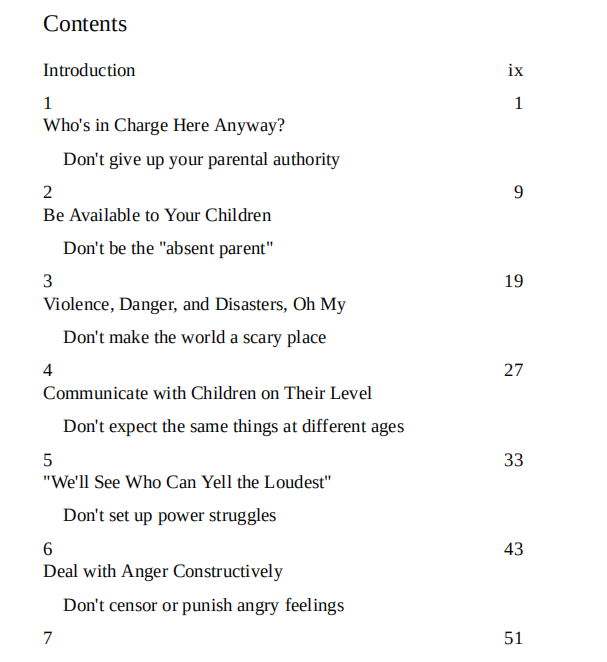 Contents
Introduction ix
1 1
Who's in Charge Here Anyway?
Don't give up your parental authority
2 9
Be Available to Your Children
Don't be the "absent parent"
3 19
Violence, Danger, and Disasters, Oh My
Don't make the world a scary place
4 27
Communicate with Children on Their Level
Don't expect the same things at different ages
5 33
"We'll See Who Can Yell the Loudest"
Don't set up power struggles
6 43
Deal with Anger Constructively
Don't censor or punish angry feelings
7 51